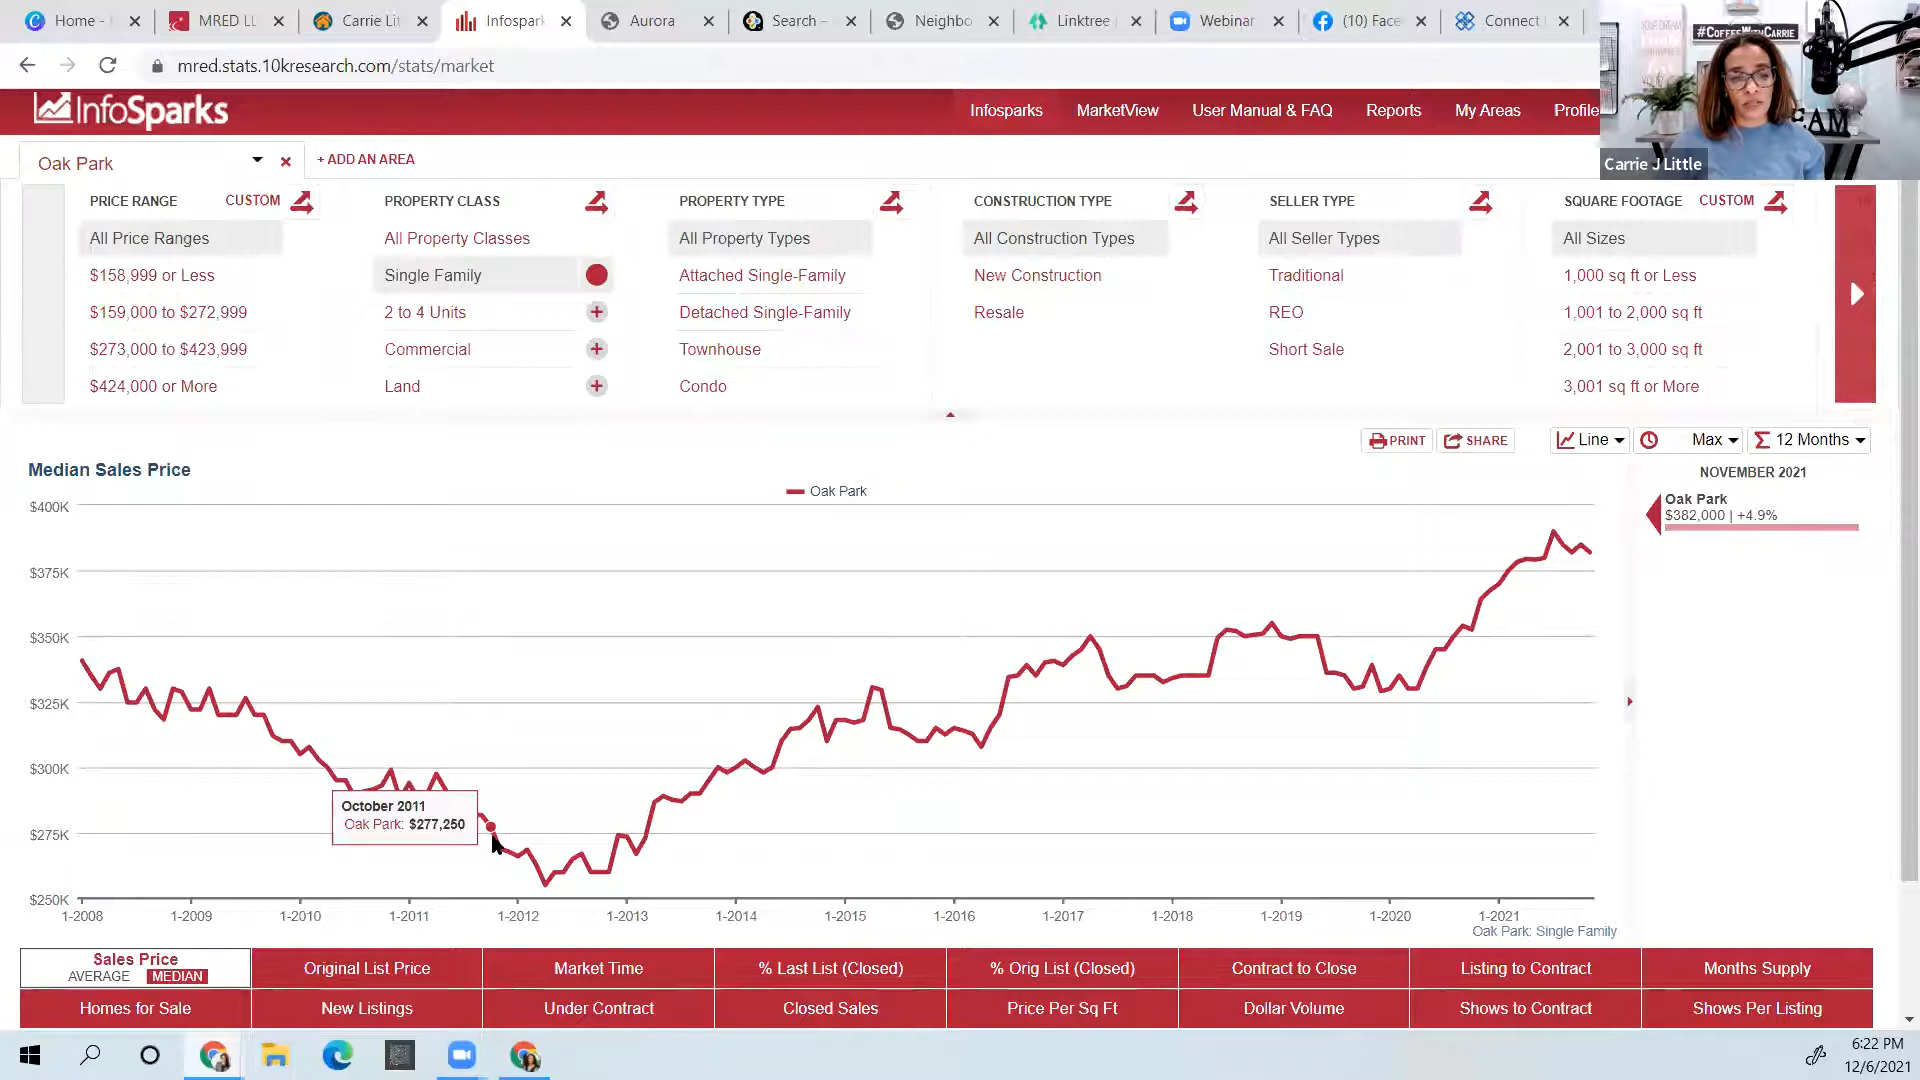 Home -
MRED LL
Carrie Lit
Infospark
Aurora
Search –
Neighbo
Linktree
Webinar
(10) Face
Connect
mred.stats.10kresearch.com/stats/market
#COFFEEWITHCARRIE
Carrie J Little
InfoSparks
Infosparks
MarketView
User Manual & FAQ
Reports
My Areas
Profile
Oak Park
+ ADD AN AREA
PRICE RANGE
CUSTOM
All Price Ranges
$158,999 or Less
$159,000 to $272,999
$273,000 to $423,999
$424,000 or More
PROPERTY CLASS
All Property Classes
Single Family
2 to 4 Units
Commercial
Land
PROPERTY TYPE
All Property Types
Attached Single-Family
Detached Single-Family
Townhouse
Condo
CONSTRUCTION TYPE
All Construction Types
New Construction
Resale
SELLER TYPE
All Seller Types
Traditional
REO
Short Sale
SQUARE FOOTAGE
CUSTOM
All Sizes
1,000 sq ft or Less
1,001 to 2,000 sq ft
2,001 to 3,000 sq ft
3,001 sq ft or More
PRINT
SHARE
Line
Max
12 Months
Median Sales Price
Oak Park
NOVEMBER 2021
Oak Park
$382,000 | +4.9%
$400K
$375K
$350K
$325K
$300K
$275K
$250K
October 2011
Oak Park: $277,250
1-2008
1-2009
1-2010
1-2011
1-2012
1-2013
1-2014
1-2015
1-2016
1-2017
1-2018
1-2019
1-2020
1-2021
Oak Park: Single Family
Sales Price
AVERAGE MEDIAN
Original List Price
Market Time
% Last List (Closed)
% Orig List (Closed)
Contract to Close
Listing to Contract
Months Supply
Homes for Sale
New Listings
Under Contract
Closed Sales
Price Per Sq Ft
Dollar Volume
Shows to Contract
Shows Per Listing
6:22 PM
12/6/2021